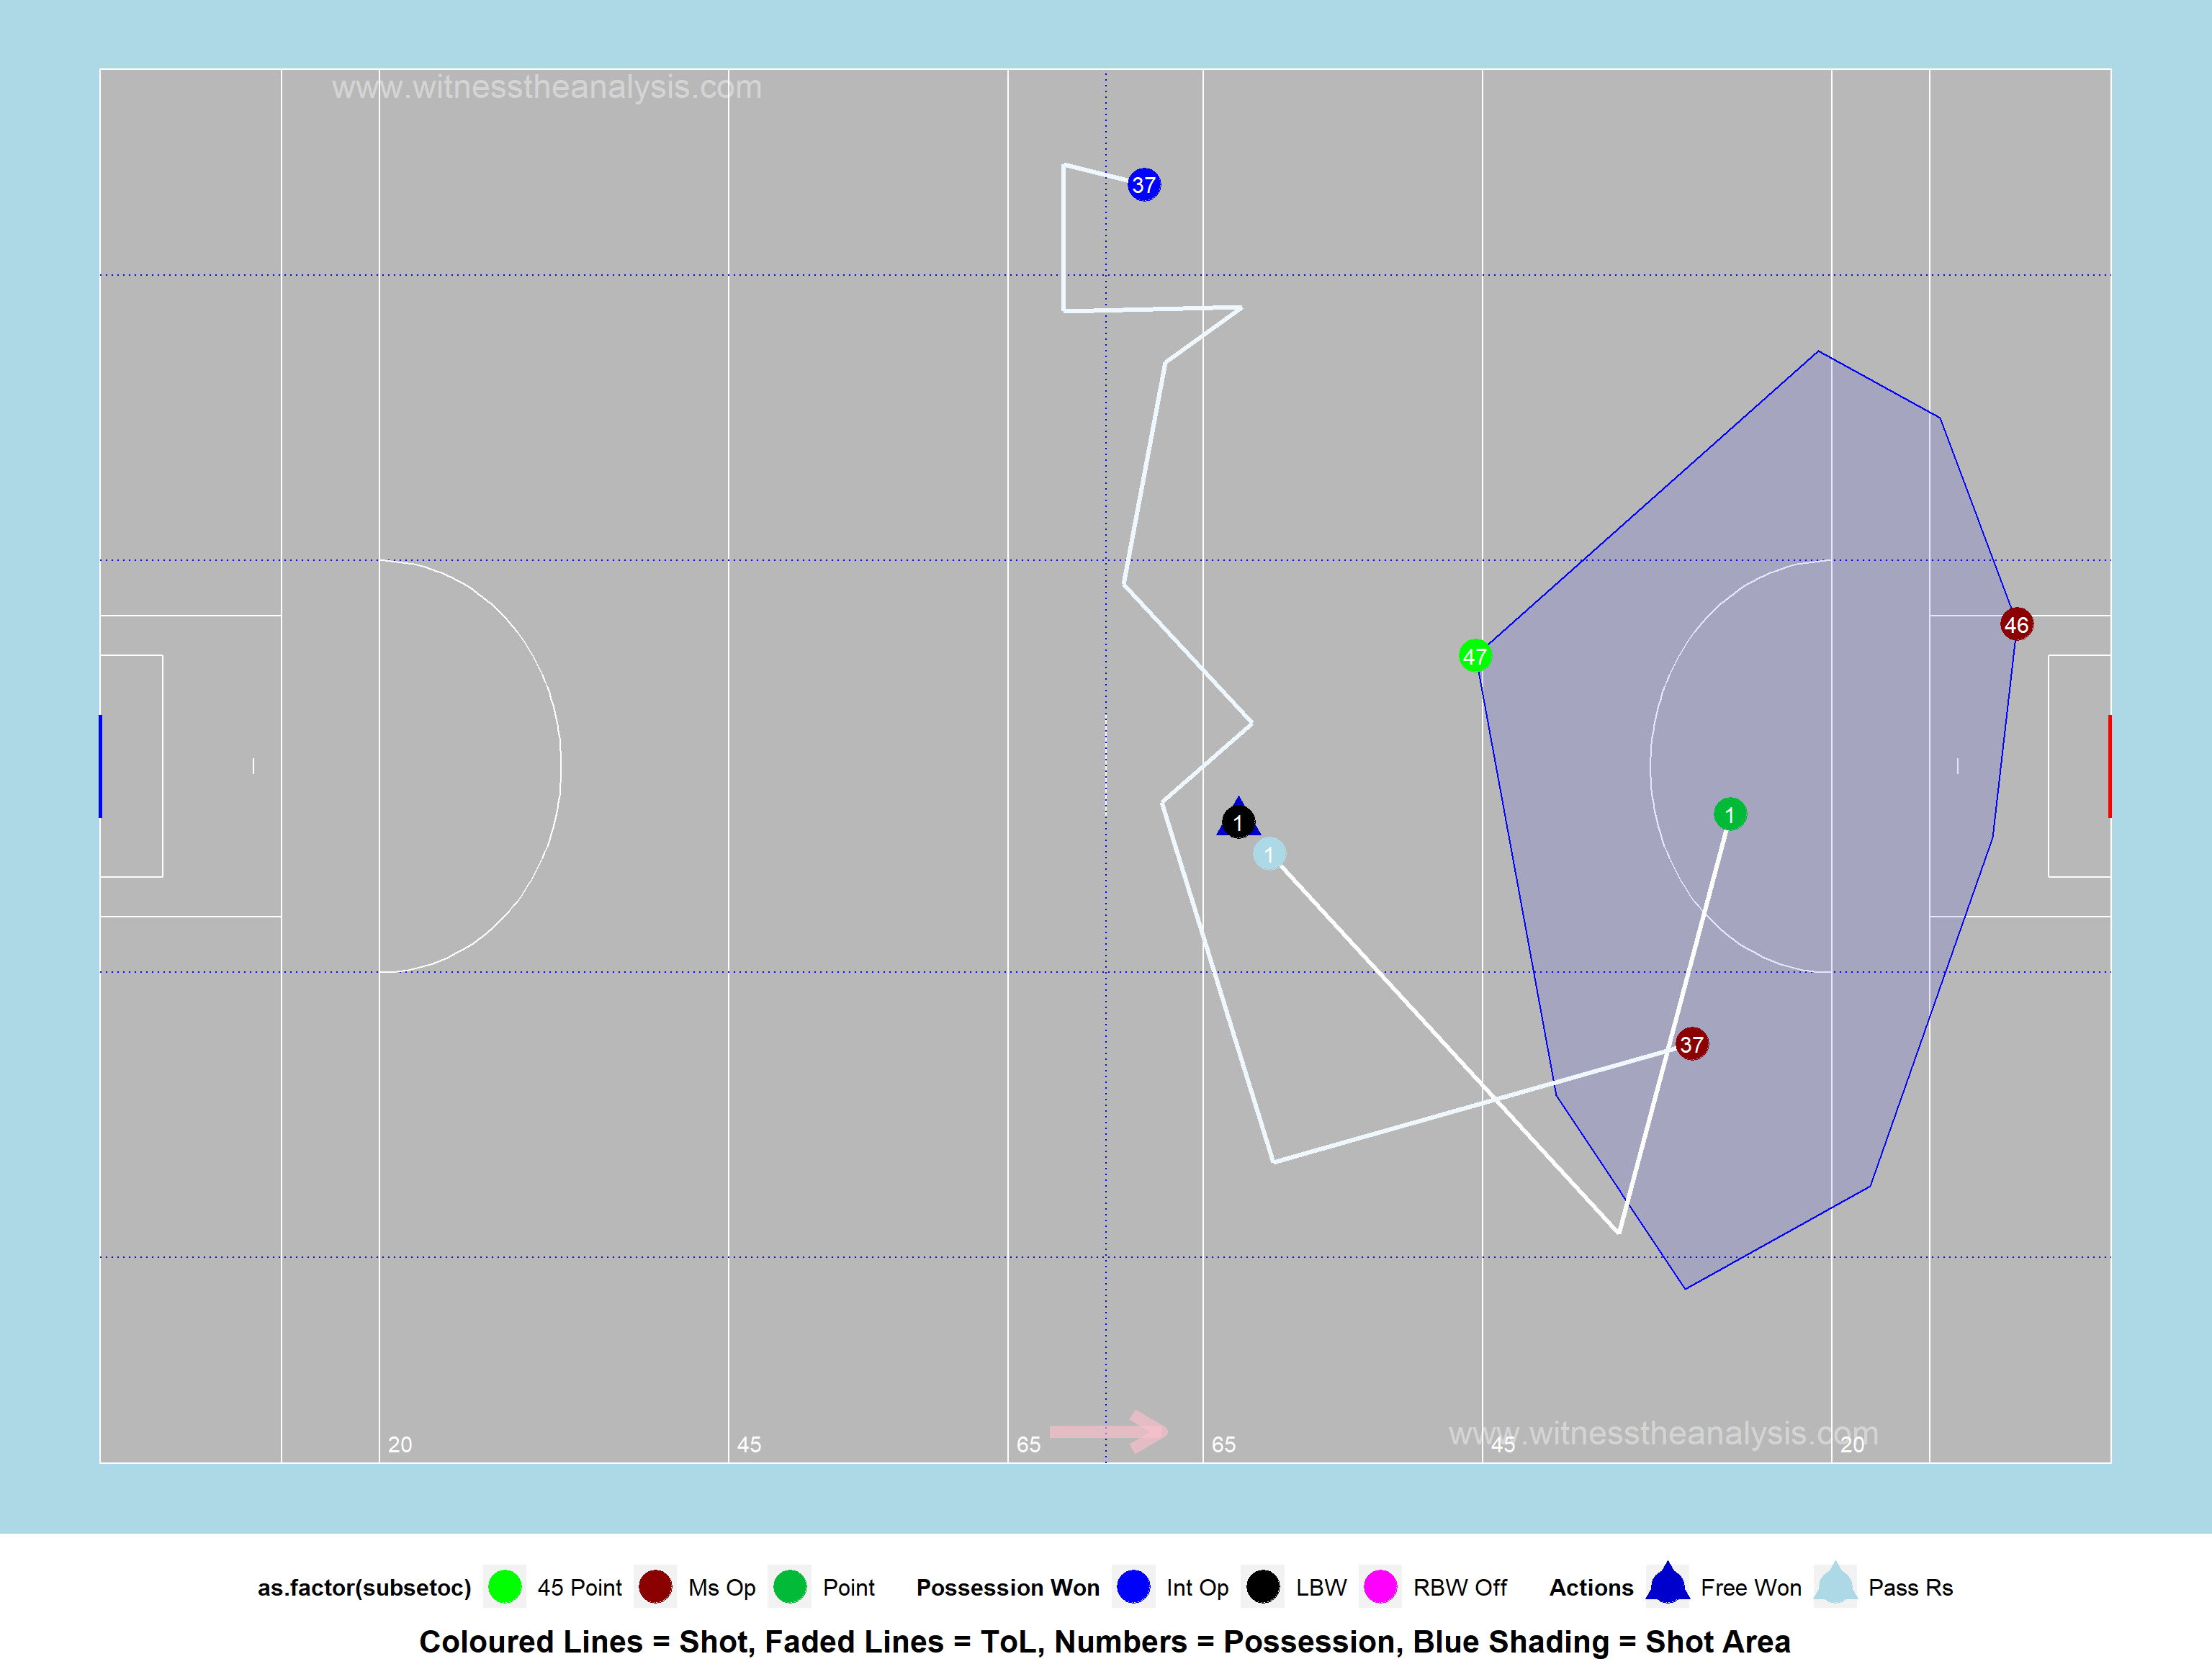 www.witnesstheanalysis.com
37
46
47
1
1
1
37
www.witnesstheanalysis.com
20 45 65 65 45 20
as.factor(subsetoc) 45 Point Ms Op Point Possession Won Int Op LBW RBW Off Actions Free Won Pass Rs
Coloured Lines = Shot, Faded Lines = ToL, Numbers = Possession, Blue Shading = Shot Area